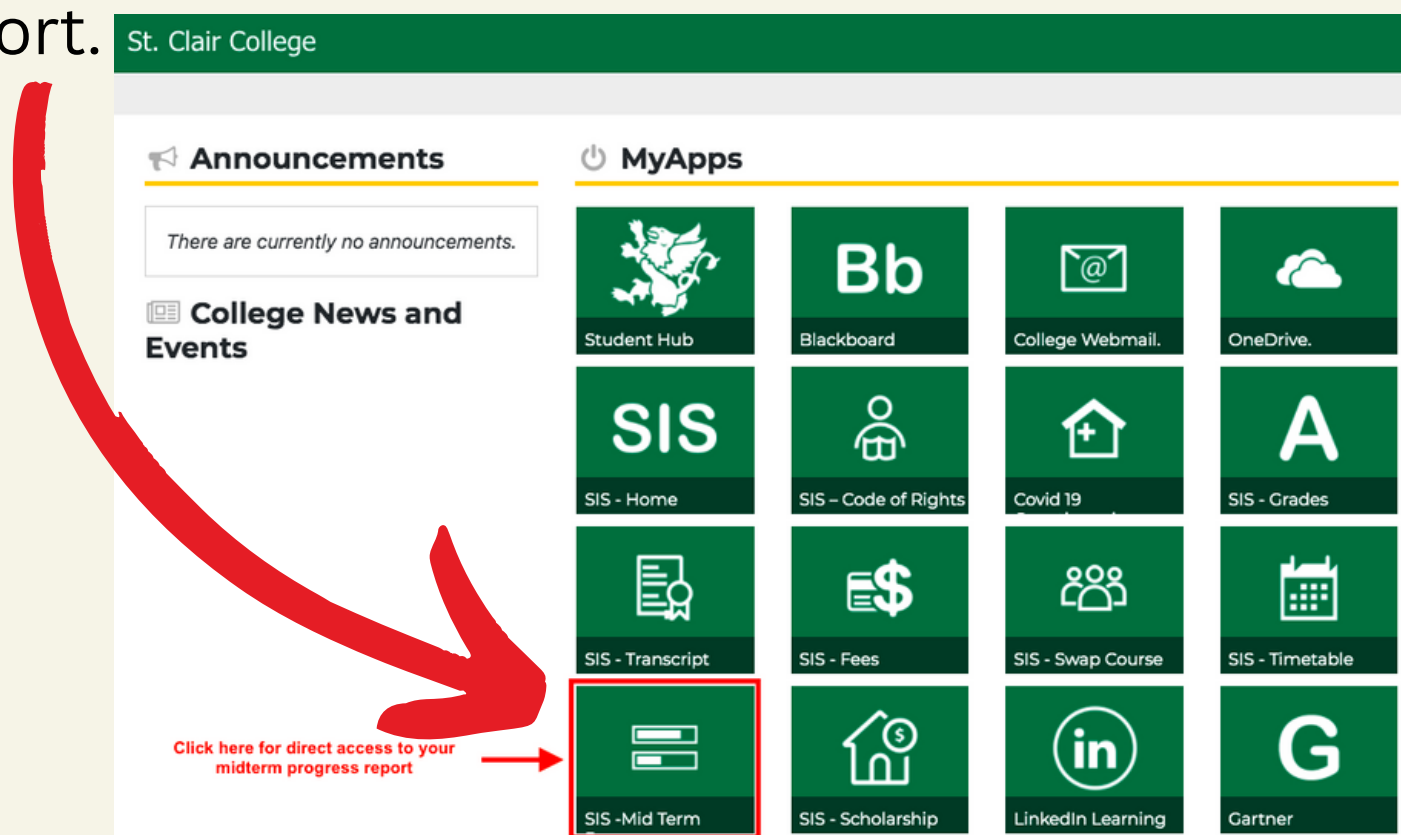 ort.
St. Clair College
Announcements
There are currently no announcements.
College News and
Events
MyApps
Student Hub
Bb
Blackboard
@
College Webmail.
OneDrive.
SIS
SIS - Home
SIS – Code of Rights
Covid 19
A
SIS - Grades
SIS - Transcript
$
SIS - Fees
SIS - Swap Course
SIS - Timetable
Click here for direct access to your
midterm progress report
SIS -Mid Term
$
SIS - Scholarship
in
LinkedIn Learning
G
Gartner